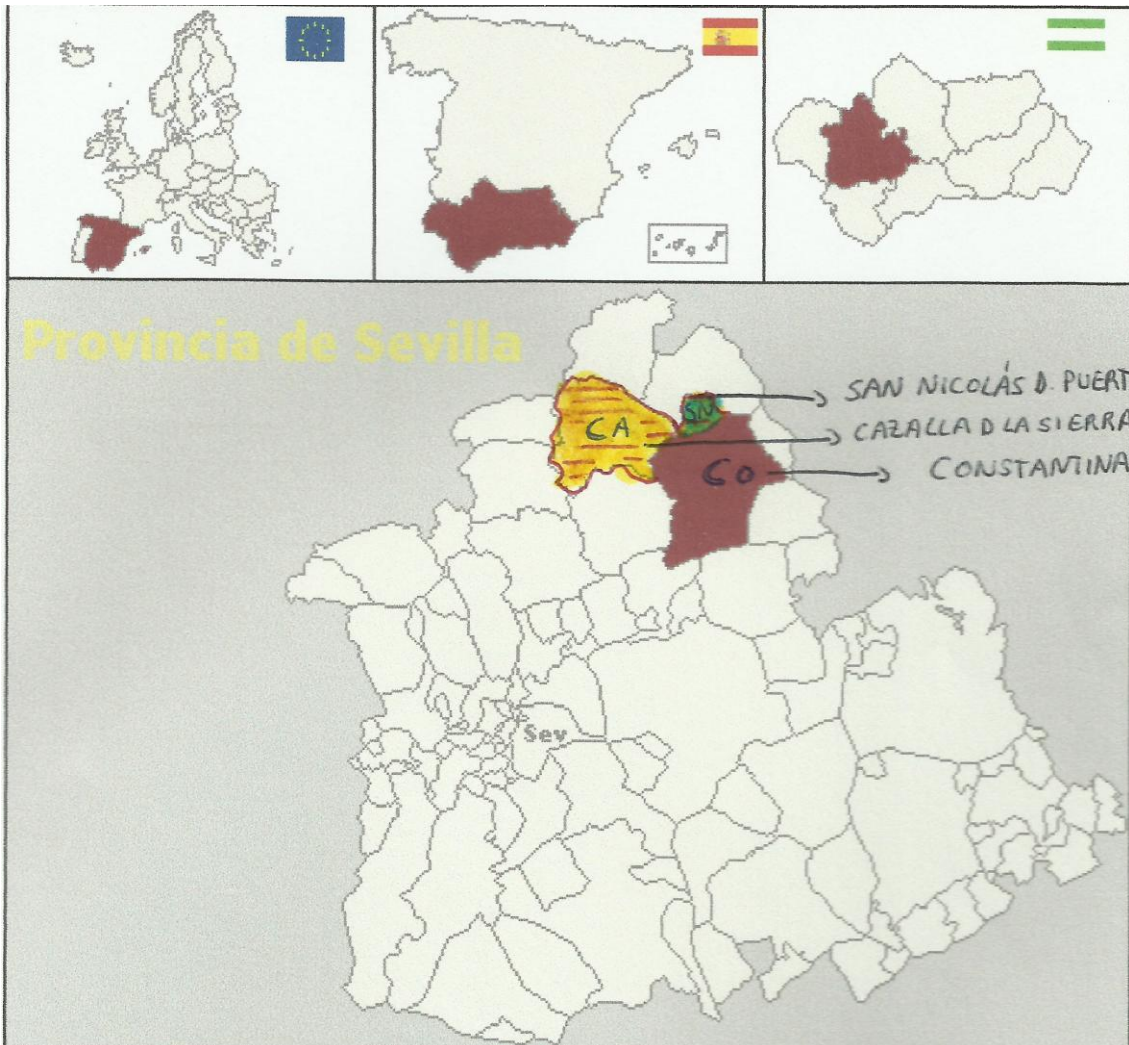 Provincia de Sevilla
SAN NICOLÁS D. PUERT
SN
CA
CAZALLA D LA SIERRA
CO
CONSTANTINA
Sev